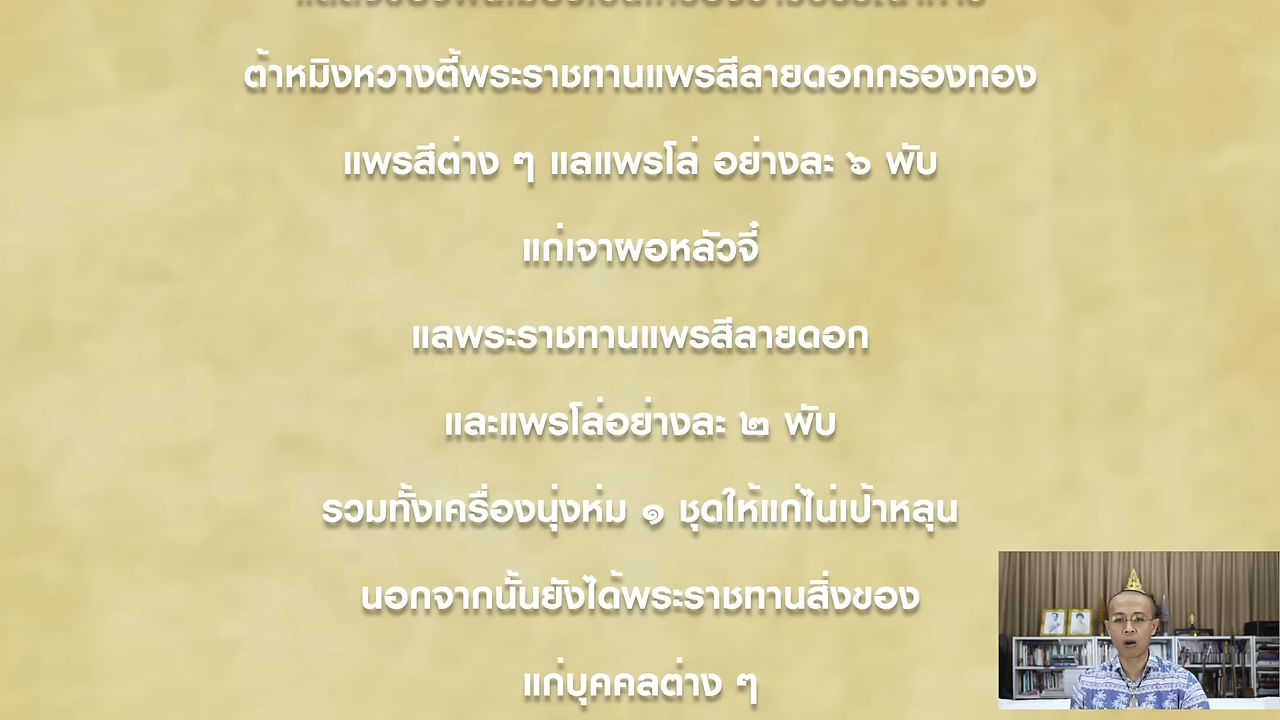 ต้าหมิงหวางตี้พระราชทานแพรสีลายดอกกรองทอง
แพรสีต่าง ๆ แลแพรโล่ อย่างละ ๖ พับ
แก่เจาผอหลัวจี๋
แลพระราชทานแพรสีลายดอก
และแพรโล่อย่างละ ๒ พับ
รวมทั้งเครื่องนุ่งห่ม ๑ ชุดให้แก่ไน่เป้าหลุน
นอกจากนั้นยังได้พระราชทานสิ่งของ
แก่บุคคลต่าง ๆ